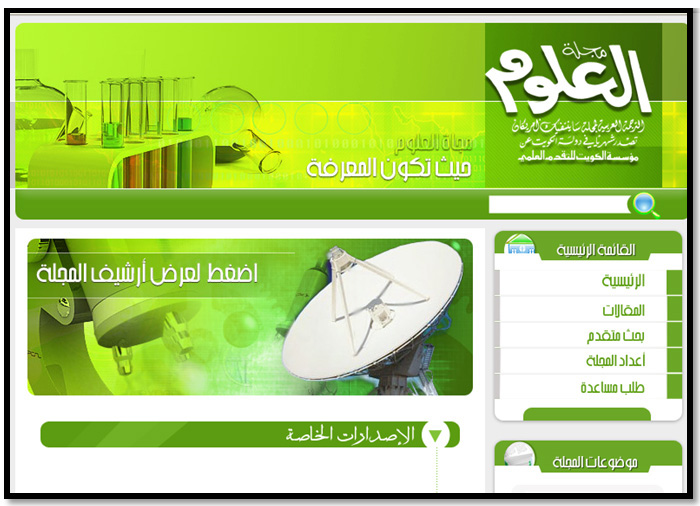 مجلة
العلوم
الترجمة العربية لمجلة ساينتفيك أمريكان
تصدر شهرياً في دولة الكويت عن
مؤسسة الكويت للتقدم العلمي
مجلة العلوم
حيث تكون المعرفة
القائمة الرئيسية
الرئيسية
المقالات
بحث متقدم
أعداد المجلة
طلب مساعدة
موضوعات المجلة
اضغط لعرض أرشيف المجلة
الإصدارات الخاصة